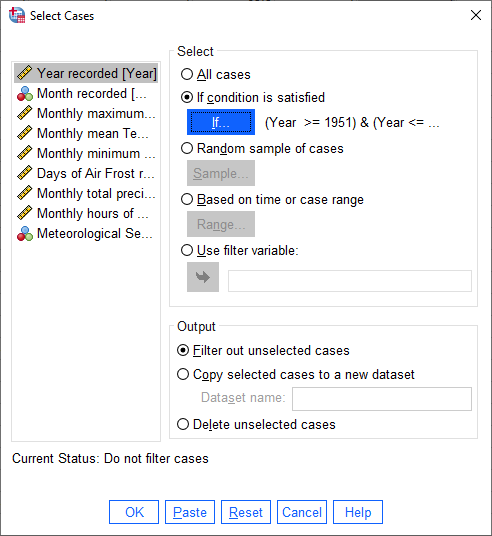 Select Cases
Year recorded [Year]
Month recorded [...
Monthly maximum...
Monthly mean Te...
Monthly minimum ...
Days of Air Frost r...
Monthly total preci...
Monthly hours of ...
Meteorological Se...
Select
All cases
If condition is satisfied
If... (Year >= 1951) & (Year <= ...
Random sample of cases
Sample...
Based on time or case range
Range...
Use filter variable:
Output
Filter out unselected cases
Copy selected cases to a new dataset
Dataset name:
Delete unselected cases
Current Status: Do not filter cases
OK Paste Reset Cancel Help